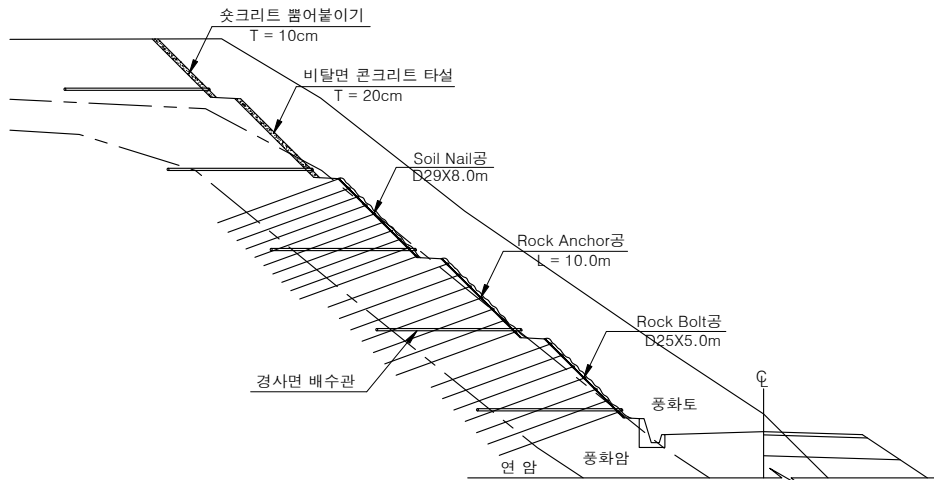 숏크리트 뿜어붙이기
T = 10cm
비탈면 콘크리트 타설
T = 20cm
Soil Nail공
D29X8.0m
Rock Anchor공
L = 10.0m
Rock Bolt공
D25X5.0m
경사면 배수관
℄
풍화토
풍화암
연 암